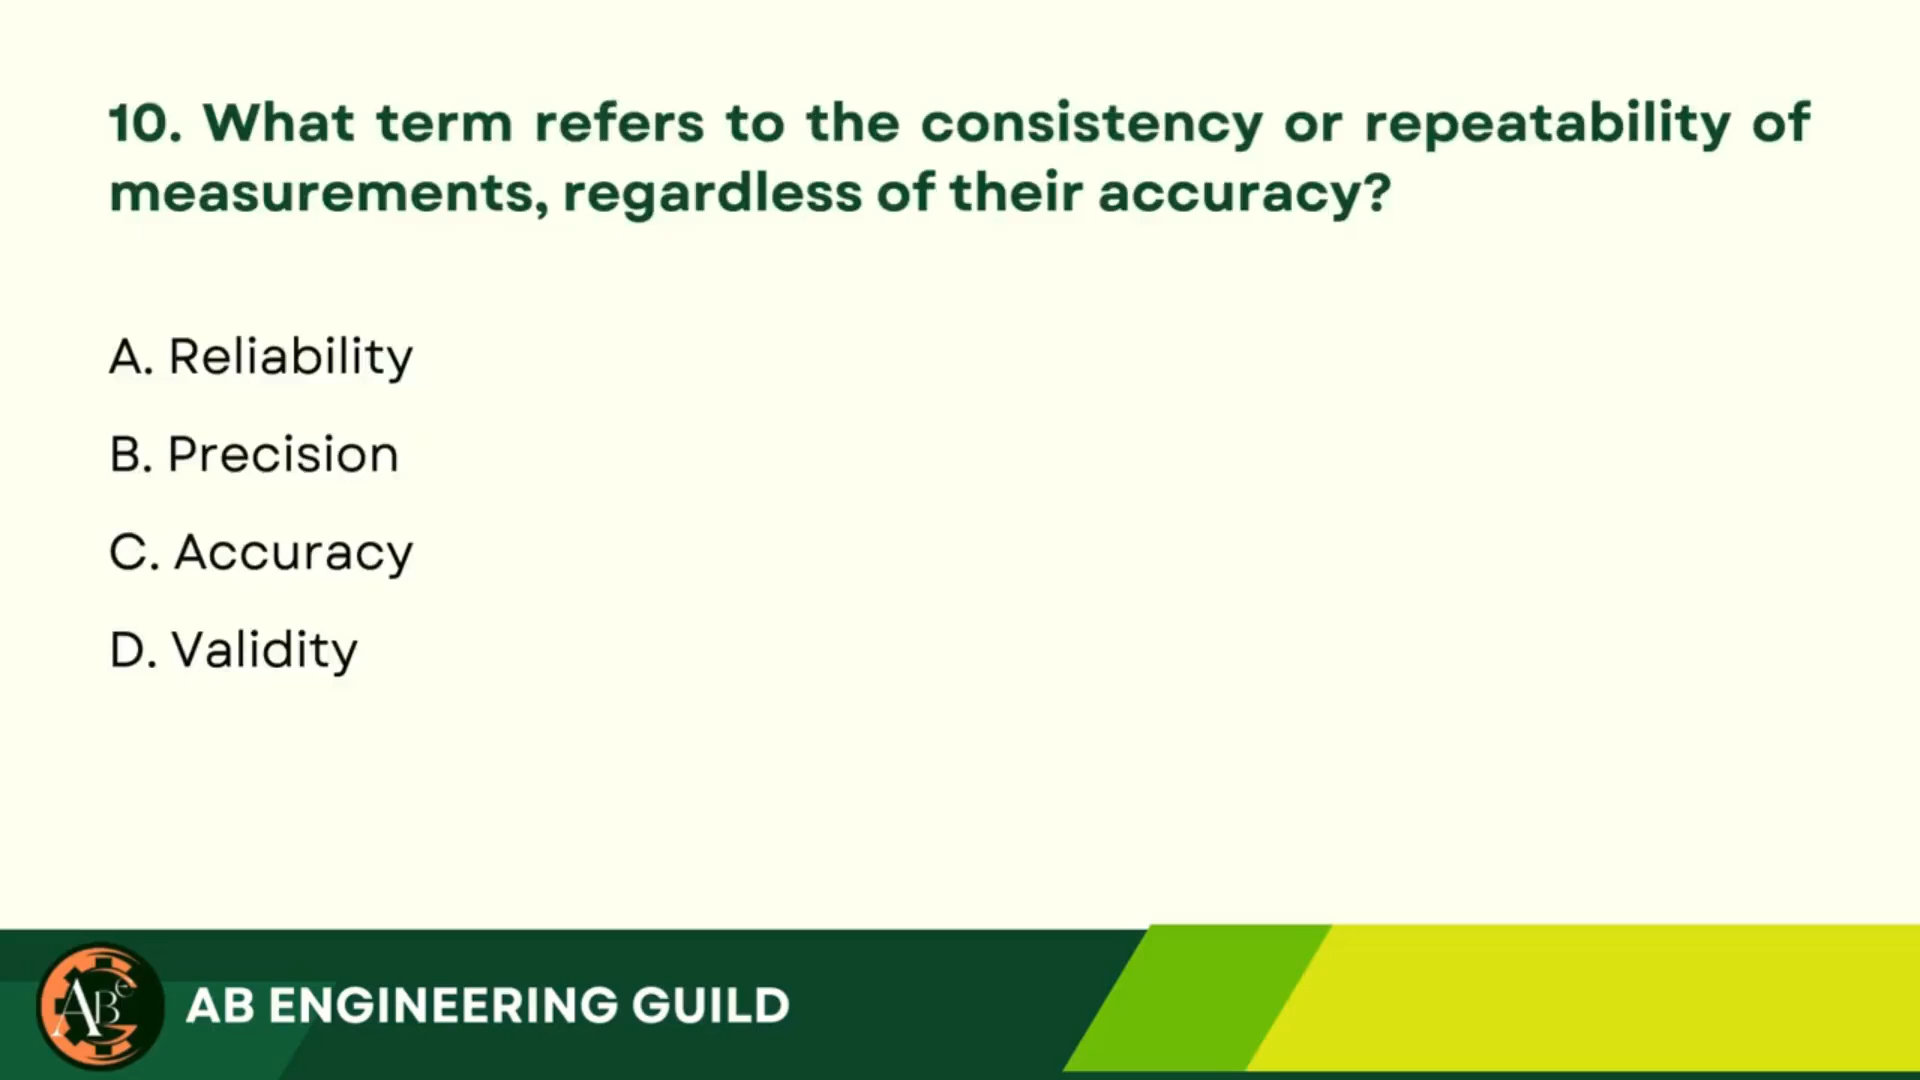 10. What term refers to the consistency or repeatability of
measurements, regardless of their accuracy?
A. Reliability
B. Precision
C. Accuracy
D. Validity
ABe
AB ENGINEERING GUILD